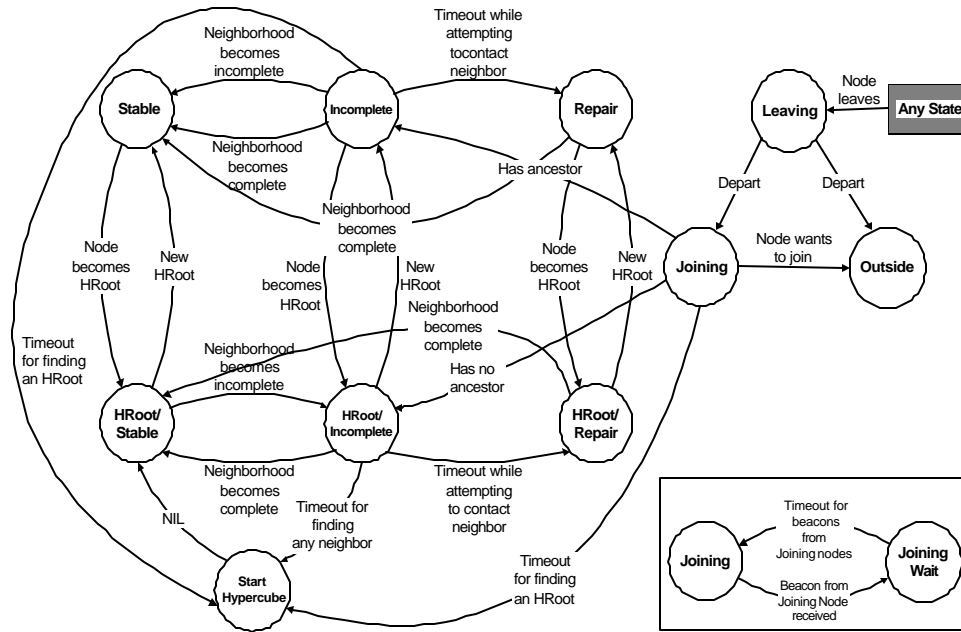 Neighborhood
becomes
incomplete
Timeout while
attempting
tocontact
neighbor
Node
leaves
Stable
Incomplete
Repair
Leaving
Any State
Neighborhood
becomes
complete
Has ancestor
Depart
Depart
Neighborhood
becomes
complete
Node
becomes
HRoot
New
HRoot
Node
becomes
HRoot
New
HRoot
Node
becomes
HRoot
New
HRoot
Joining
Node wants
to join
Outside
Neighborhood
becomes
complete
Timeout
for finding
an HRoot
Neighborhood
becomes
incomplete
Has no
ancestor
HRoot/
Stable
HRoot/
Incomplete
HRoot/
Repair
Neighborhood
becomes
complete
Timeout while
attempting
to contact
neighbor
NIL
Timeout for
finding
any neighbor
Start
Hypercube
Timeout
for finding
an HRoot
Timeout for
beacons
from
Joining nodes
Joining
Joining
Wait
Beacon from
Joining Node
received